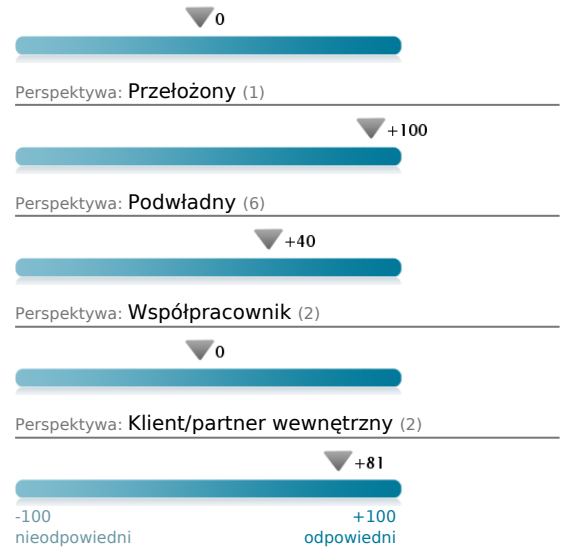 0
Perspektywa: Przełożony (1)
+100
Perspektywa: Podwładny (6)
+40
Perspektywa: Współpracownik (2)
0
Perspektywa: Klient/partner wewnętrzny (2)
+81
-100 +100
nieodpowiedni odpowiedni